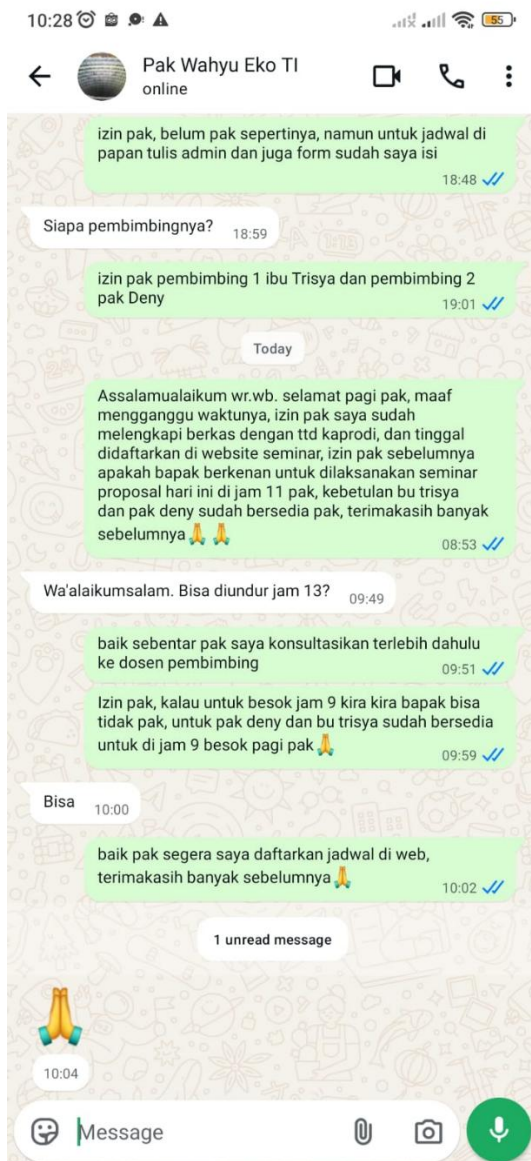 10:28
55
Pak Wahyu Eko TI
online
izin pak, belum pak sepertinya, namun untuk jadwal di
papan tulis admin dan juga form sudah saya isi
18:48
Siapa pembimbingnya?
18:59
izin pak pembimbing 1 ibu Trisya dan pembimbing 2
pak Deny
19:01
Today
Assalamualaikum wr.wb. selamat pagi pak, maaf
mengganggu waktunya, izin pak saya sudah
melengkapi berkas dengan ttd kaprodi, dan tinggal
didaftarkan di website seminar, izin pak sebelumnya
apakah bapak berkenan untuk dilaksanakan seminar
proposal hari ini di jam 11 pak, kebetulan bu trisya
dan pak deny sudah bersedia pak, terimakasih banyak
sebelumnya🙏 🙏
08:53
Wa'alaikumsalam. Bisa diundur jam 13?
09:49
baik sebentar pak saya konsultasikan terlebih dahulu
ke dosen pembimbing
09:51
Izin pak, kalau untuk besok jam 9 kira kira bapak bisa
tidak pak, untuk pak deny dan bu trisya sudah bersedia
untuk di jam 9 besok pagi pak🙏
09:59
Bisa
10:00
baik pak segera saya daftarkan jadwal di web,
terimakasih banyak sebelumnya🙏
10:02
1 unread message
🙏
10:04
Message